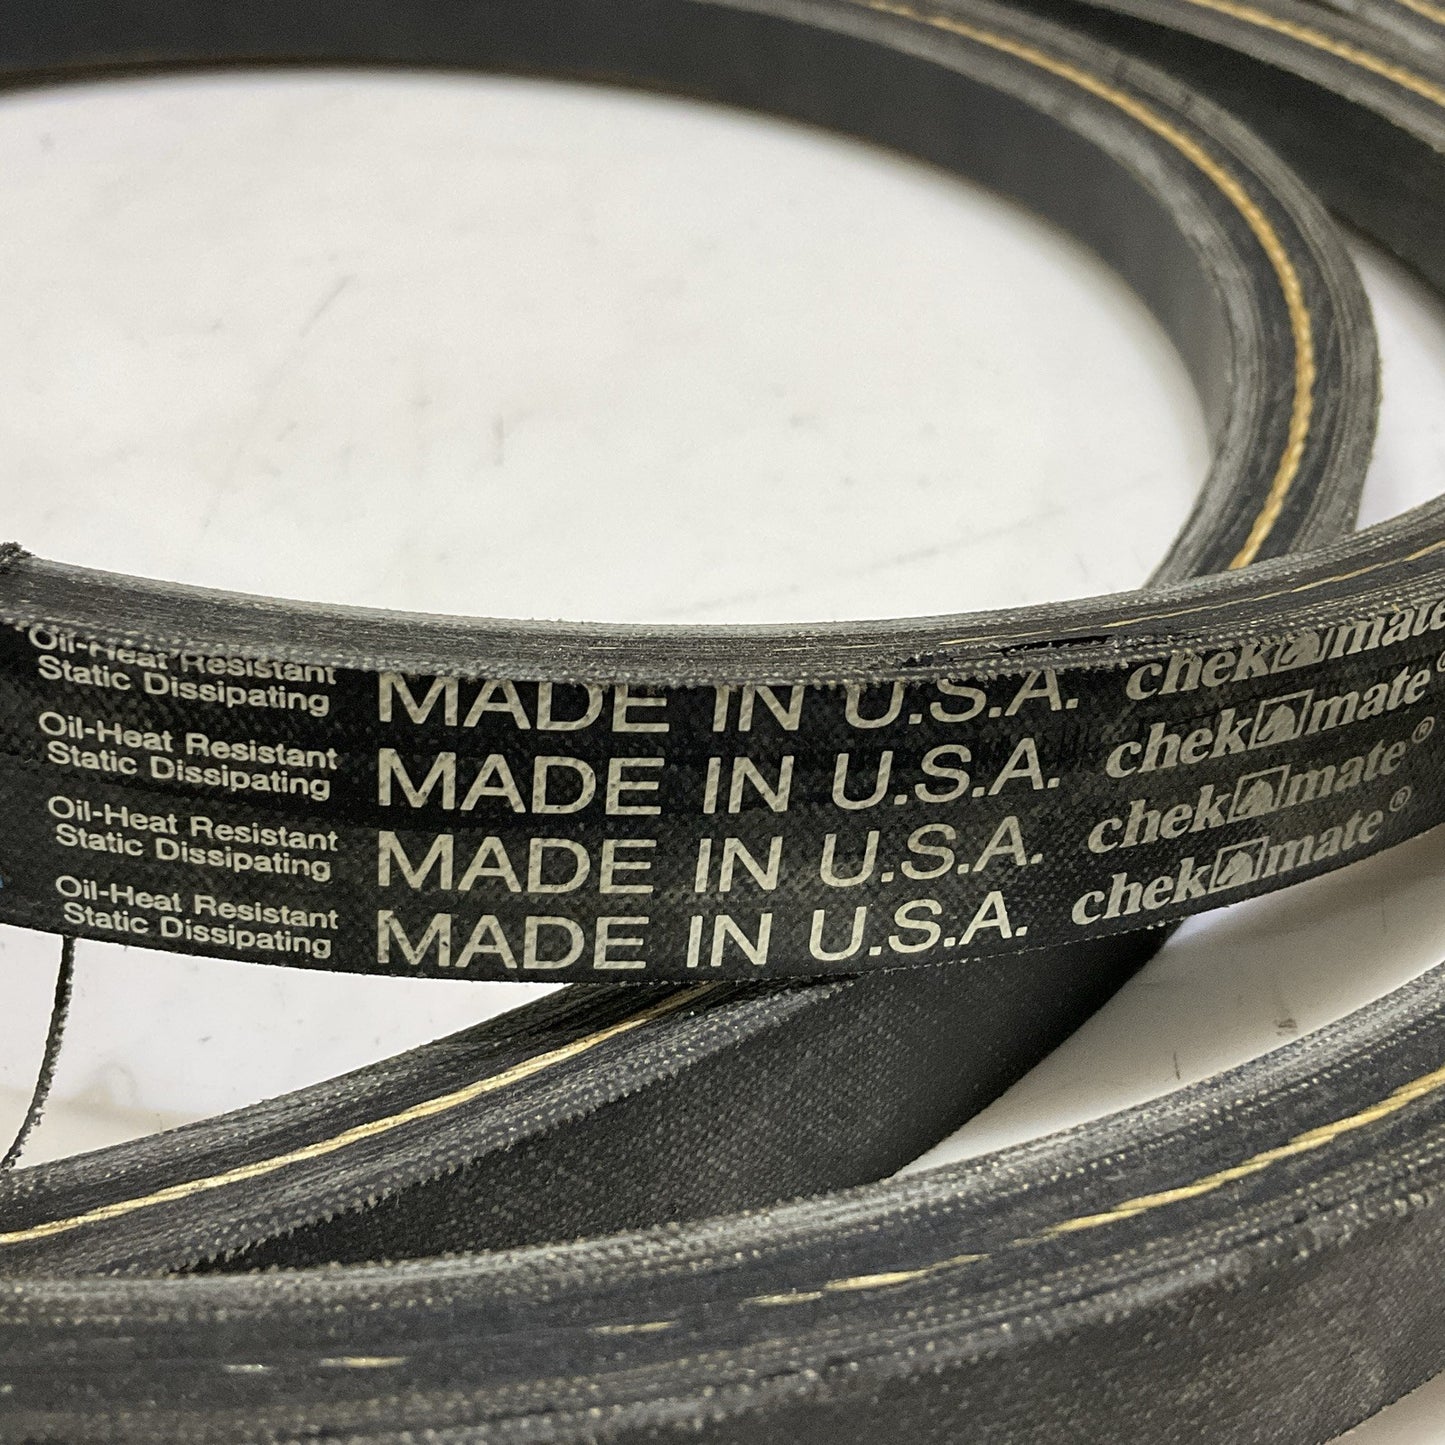 Oil-Heat Resistant
Static Dissipating
MADE IN U.S.A.
chekmate
Oil-Heat Resistant
Static Dissipating
MADE IN U.S.A.
chekmate®
Oil-Heat Resistant
Static Dissipating
MADE IN U.S.A.
chekmate®
Oil-Heat Resistant
Static Dissipating
MADE IN U.S.A.
chekmate®